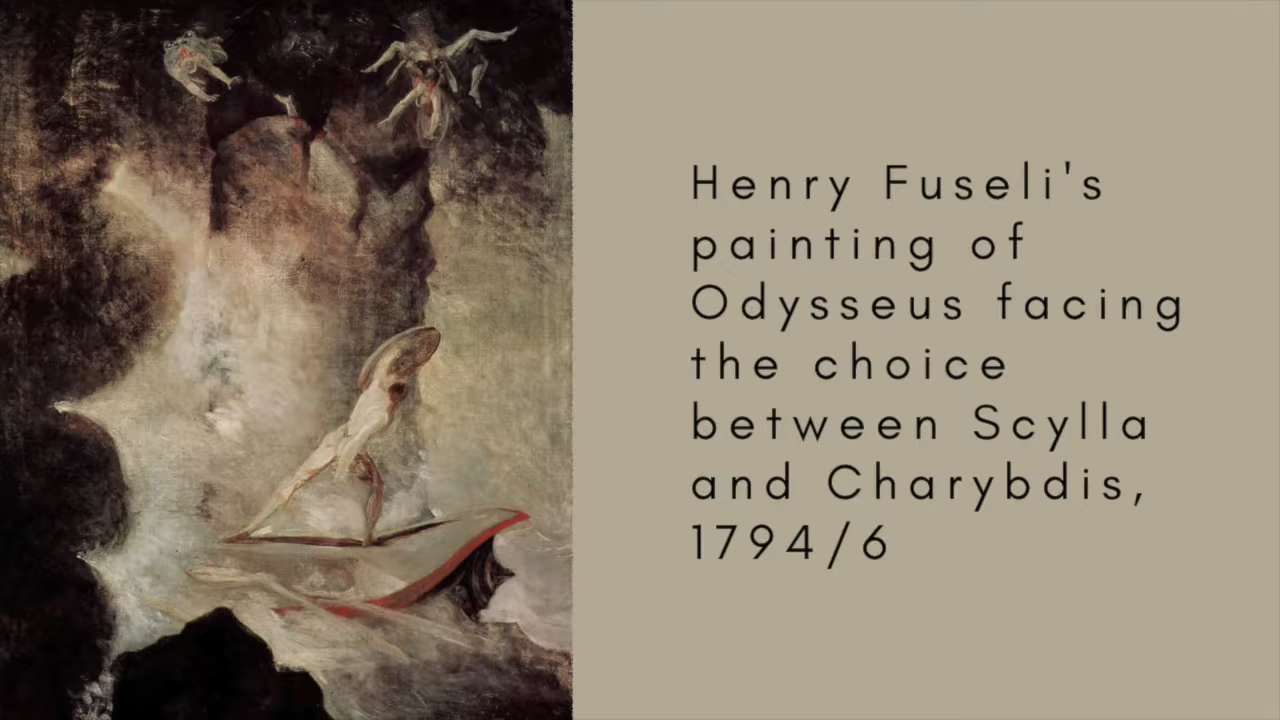 Henry Fuseli's
painting of
Odysseus facing
the choice
between Scylla
and Charybdis,
1794/6